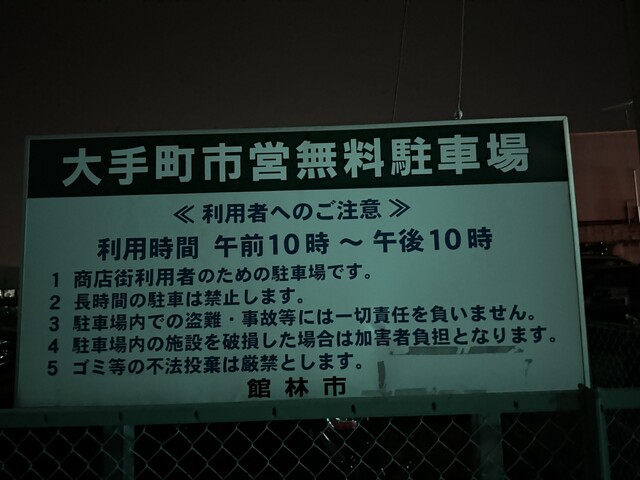 大手町市営無料駐車場
≪ 利用者へのご注意 ≫
利用時間 午前10時 ～ 午後10時
1 商店街利用者のための駐車場です。
2 長時間の駐車は禁止します。
3 駐車場内での盗難・事故等には一切責任を負いません。
4 駐車場内の施設を破損した場合は加害者負担となります。
5 ゴミ等の不法投棄は厳禁とします。
館林市